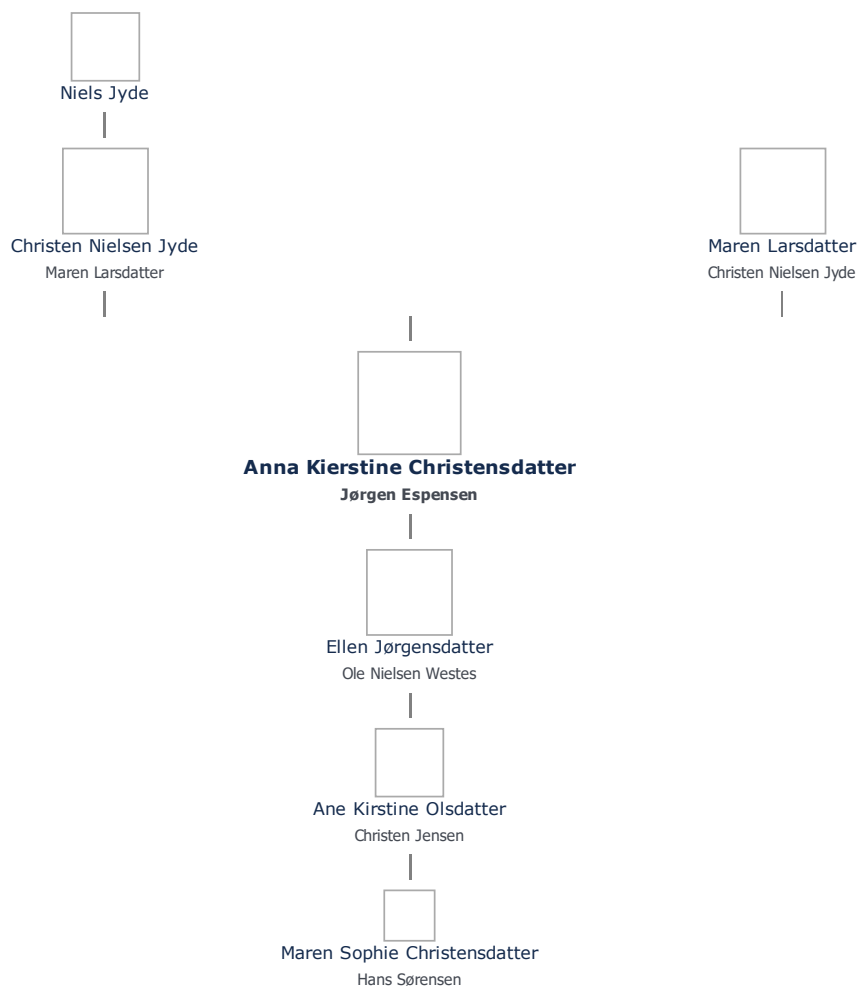 Niels Jyde
Christen Nielsen Jyde
Maren Larsdatter
Maren Larsdatter
Christen Nielsen Jyde
Anna Kierstine Christensdatter
Jørgen Espensen
Ellen Jørgensdatter
Ole Nielsen Westes
Ane Kirstine Olsdatter
Christen Jensen
Maren Sophie Christensdatter
Hans Sørensen